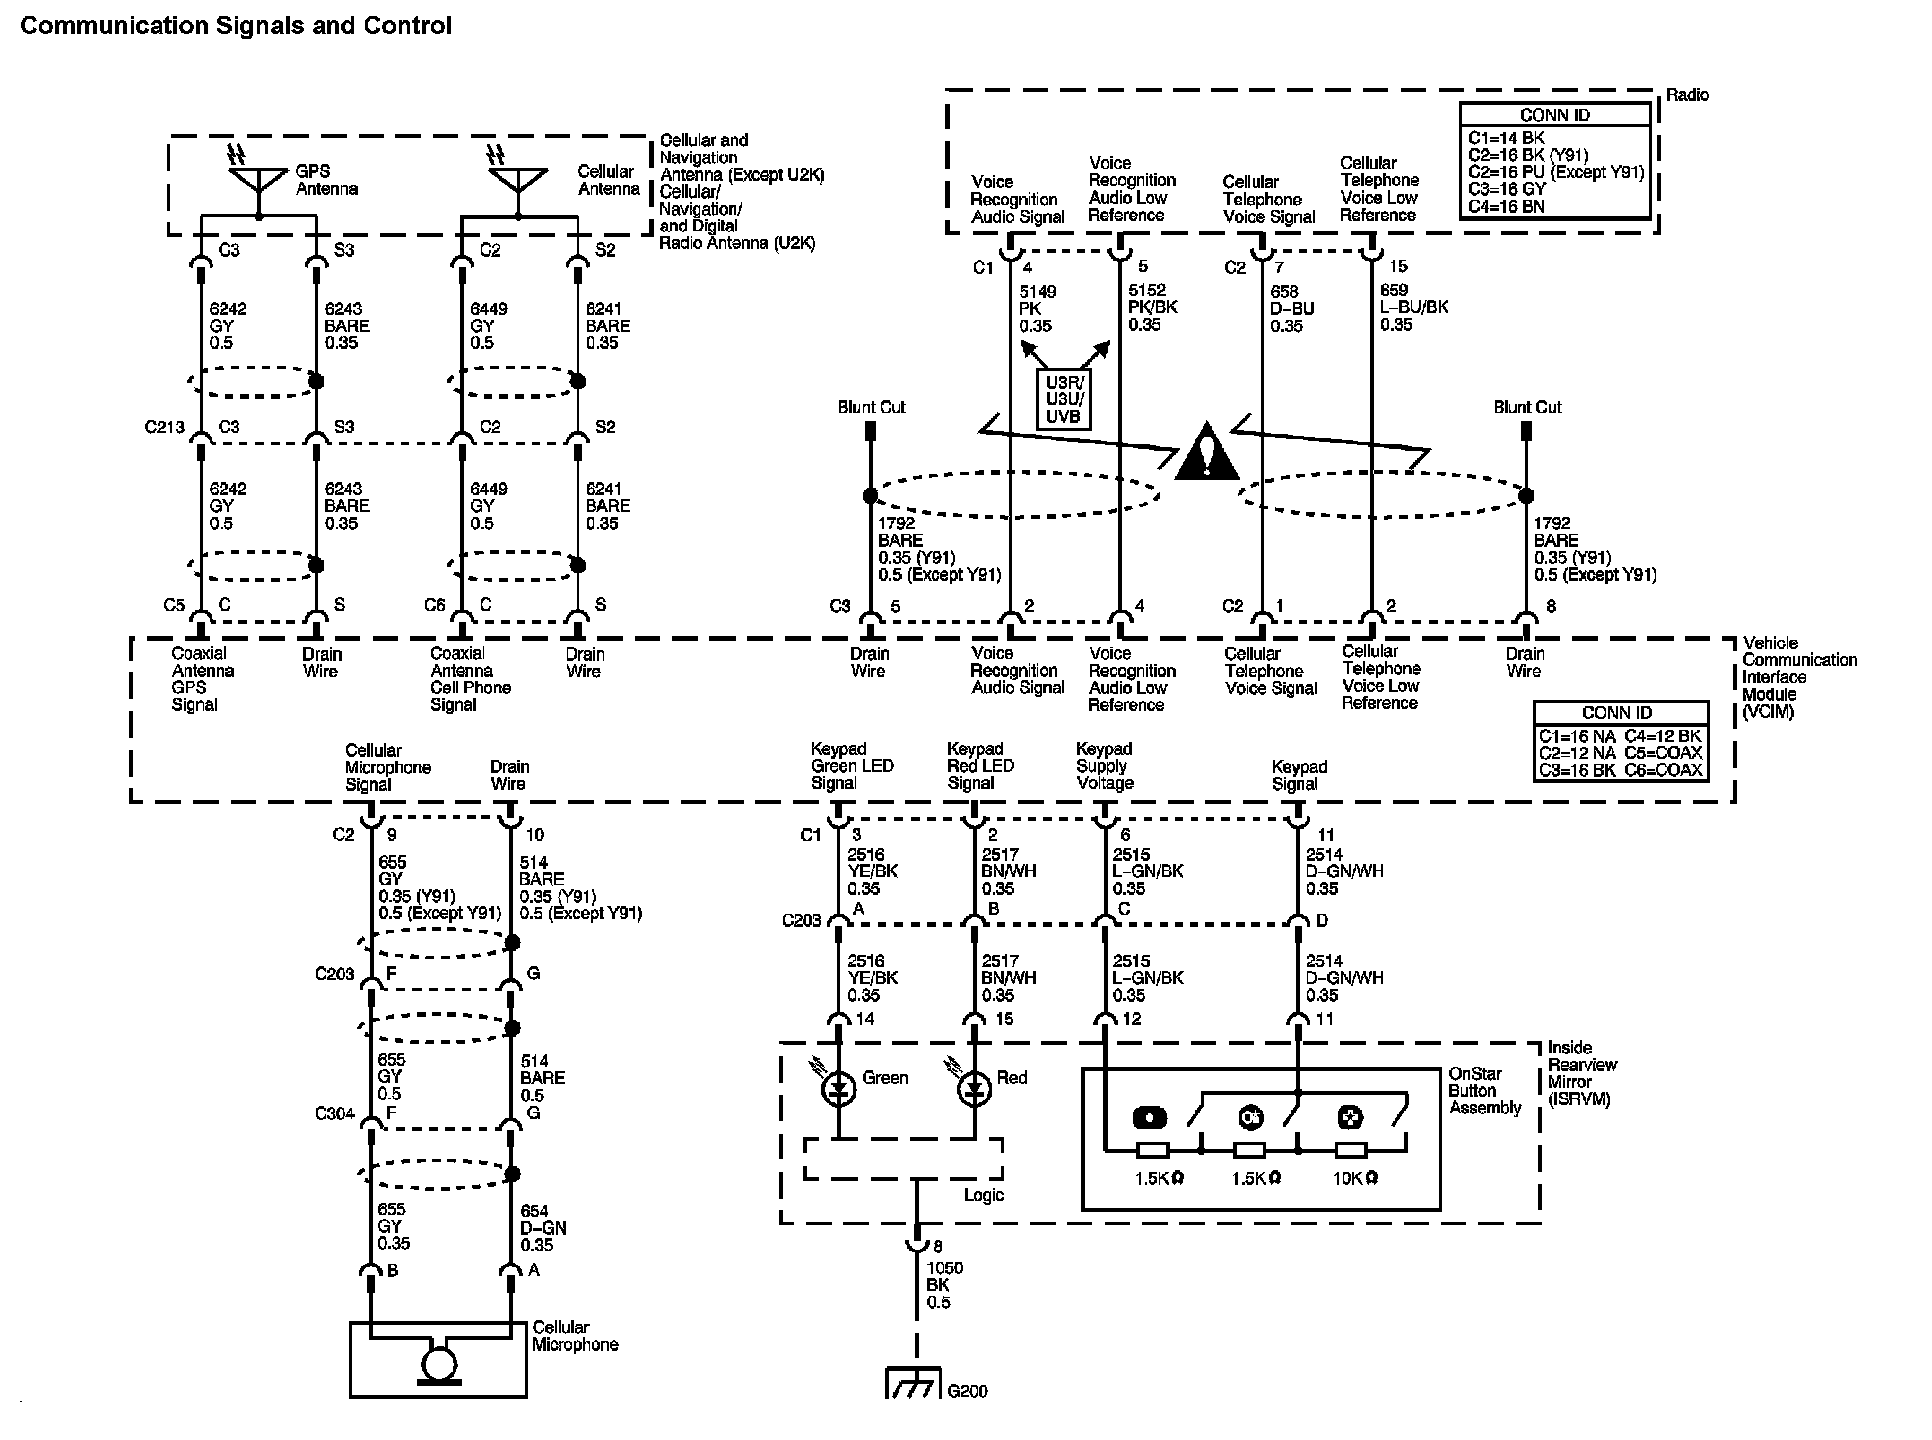 Communication Signals and Control
Radio
CONN ID
C1=14 BK
C2=16 BK (Y91)
C2=16 PU (Except Y91)
C3=16 GY
C4=16 BN
Cellular and
Navigation
Antenna (Except U2K)
Cellular/
Navigation/
and Digital
Radio Antenna (U2K)
GPS
Antenna
Cellular
Antenna
Voice
Recognition
Audio Signal
Voice
Recognition
Audio Low
Reference
Cellular
Telephone
Voice Signal
Cellular
Telephone
Voice Low
Reference
C3
S3
C2
S2
C1
4
5
C2
7
15
6242
GY
0.5
6243
BARE
0.35
6449
GY
0.5
6241
BARE
0.35
5149
PK
0.35
5152
PK/BK
0.35
658
D-BU
0.35
659
L-BU/BK
0.35
U3R/
U3U/
UVB
Blunt Cut
Blunt Cut
C213
C3
S3
C2
S2
6242
GY
0.5
6243
BARE
0.35
6449
GY
0.5
6241
BARE
0.35
1792
BARE
0.35 (Y91)
0.5 (Except Y91)
1792
BARE
0.35 (Y91)
0.5 (Except Y91)
C5
C
S
C6
C
S
C3
5
2
4
C2
1
2
8
Coaxial
Antenna
GPS
Signal
Drain
Wire
Coaxial
Antenna
Cell Phone
Signal
Drain
Wire
Drain
Wire
Voice
Recognition
Audio Signal
Voice
Recognition
Audio Low
Reference
Cellular
Telephone
Voice Signal
Cellular
Telephone
Voice Low
Reference
Drain
Wire
Vehicle
Communication
Interface
Module
(VCIM)
CONN ID
C1=16 NA C4=12 BK
C2=12 NA C5=COAX
C3=16 BK C6=COAX
Cellular
Microphone
Signal
Drain
Wire
Keypad
Green LED
Signal
Keypad
Red LED
Signal
Keypad
Supply
Voltage
Keypad
Signal
C2
9
10
C1
3
2
6
11
655
GY
0.35 (Y91)
0.5 (Except Y91)
514
BARE
0.35 (Y91)
0.5 (Except Y91)
2516
YE/BK
0.35
2517
BN/WH
0.35
2515
L-GN/BK
0.35
2514
D-GN/WH
0.35
C203
A
B
C
D
C203
F
G
2516
YE/BK
0.35
2517
BN/WH
0.35
2515
L-GN/BK
0.35
2514
D-GN/WH
0.35
14
15
12
11
655
GY
0.5
514
BARE
0.5
C304
F
G
Green
Red
Inside
Rearview
Mirror
(ISRVM)
OnStar
Button
Assembly
1.5KΩ
1.5KΩ
10KΩ
Logic
655
GY
0.35
654
D-GN
0.35
B
A
8
1050
BK
0.5
Cellular
Microphone
G200